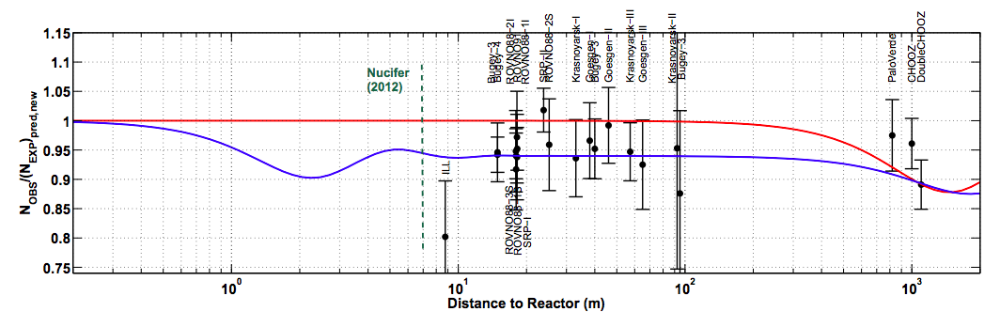 N_OBS/(N_EXP)_pred,new
1.15
1.1
1.05
1
0.95
0.9
0.85
0.8
0.75
Nucifer
(2012)
ILL
Bugey−3
Bugey−4
ROVNO88−2I
ROVNO91
ROVNO88−1I
ROVNO88−3S
SRP−I
SRP−II
ROVNO88−2S
Krasnoyarsk−I
Goesgen−I
Bugey−3
Goesgen−II
Krasnoyarsk−III
Goesgen−III
Krasnoyarsk−II
Bugey−3
PaloVerde
CHOOZ
DoubleCHOOZ
10^0
10^1
10^2
10^3
Distance to Reactor (m)